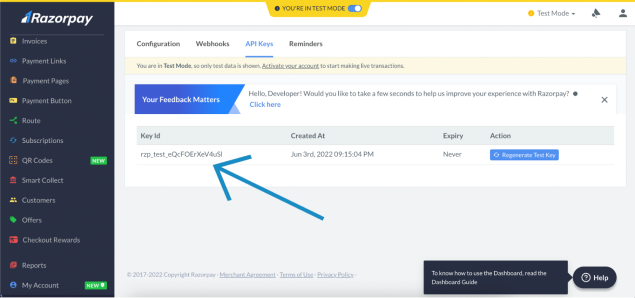 YOU'RE IN TEST MODE
Razorpay
Test Mode
Invoices
Payment Links
Payment Pages
Payment Button
Route
Subscriptions
QR Codes NEW
Smart Collect
Customers
Offers
Checkout Rewards
Reports
My Account NEW
Configuration Webhooks API Keys Reminders
You are in Test Mode, so only test data is shown. Activate your account to start making live transactions.
Your Feedback Matters
Hello, Developer! Would you like to take a few seconds to help us improve your experience with Razorpay?
Click here
Key Id Created At Expiry Action
rzp_test_eQcFOErXeV4uSl Jun 3rd, 2022 09:15:04 PM Never Regenerate Test Key
© 2017-2022 Copyright Razorpay · Merchant Agreement · Terms of Use · Privacy Policy ·
To know how to use the Dashboard, read the
Dashboard Guide
Help